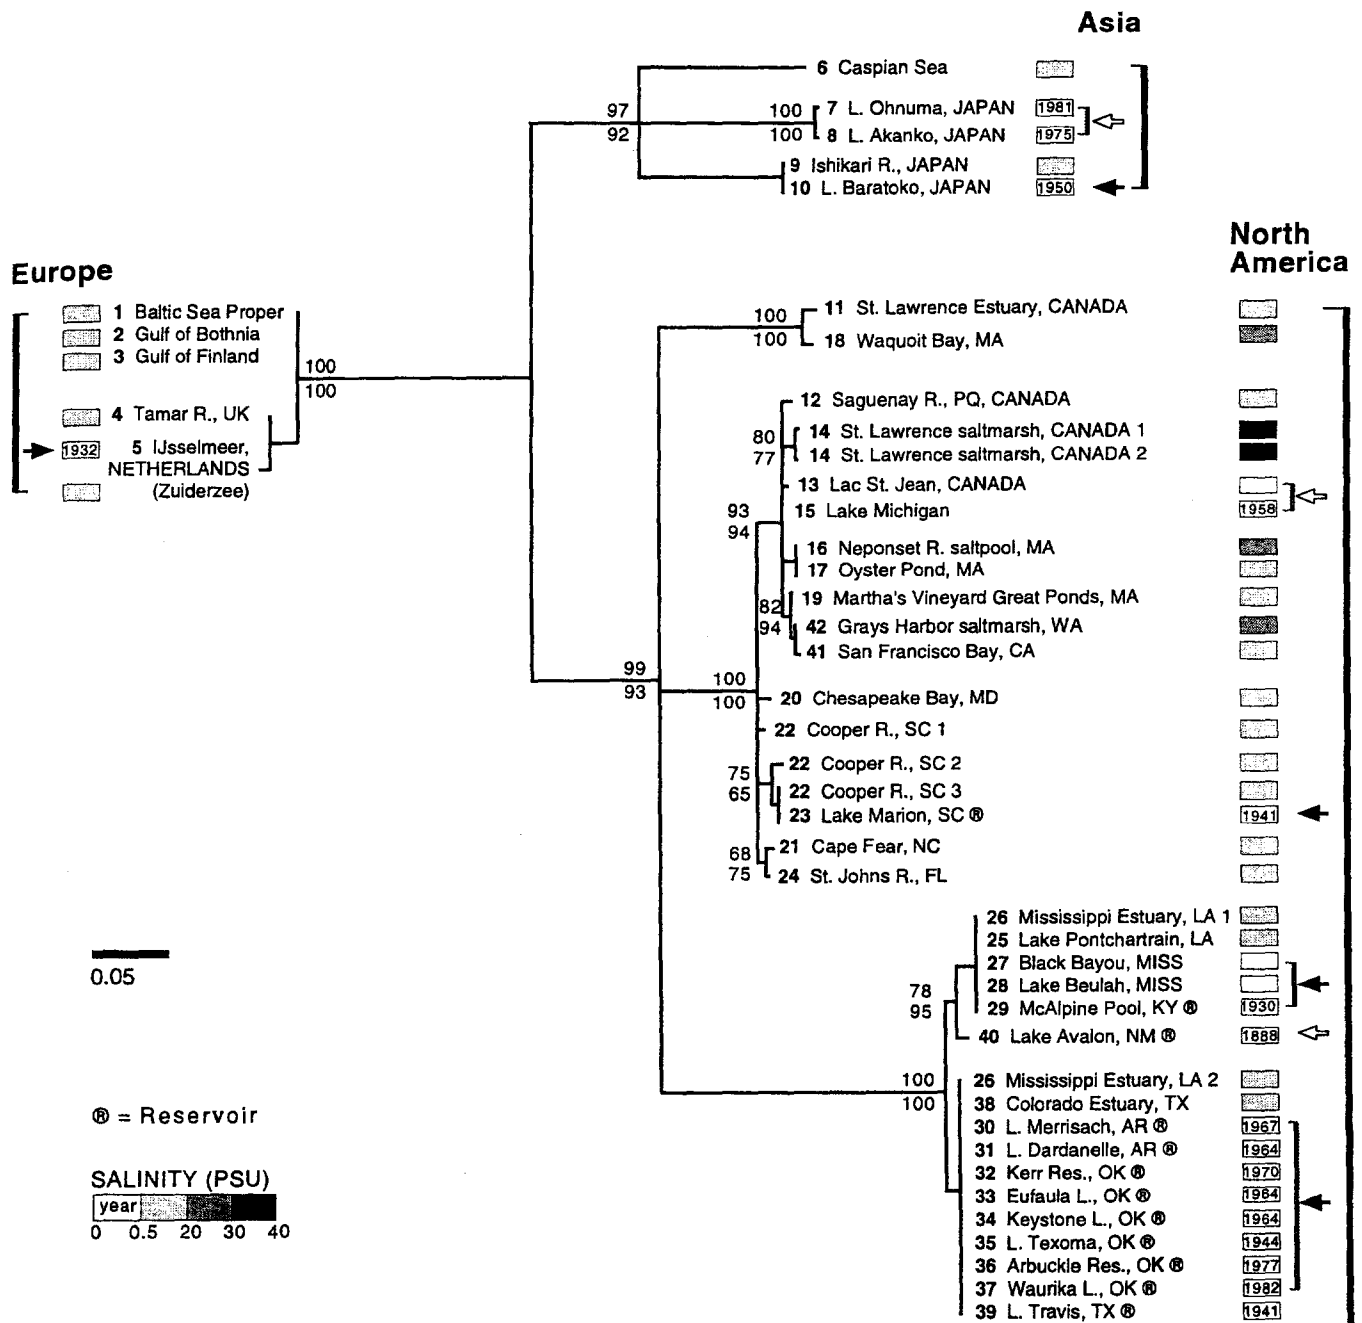 Asia
6 Caspian Sea
97
92
100
100
7 L. Ohnuma, JAPAN 1981
8 L. Akanko, JAPAN 1975
9 Ishikari R., JAPAN
10 L. Baratoko, JAPAN 1950
Europe
1 Baltic Sea Proper
2 Gulf of Bothnia
3 Gulf of Finland
4 Tamar R., UK
1932 5 IJsselmeer,
NETHERLANDS
(Zuiderzee)
100
100
North
America
100
100
11 St. Lawrence Estuary, CANADA
18 Waquoit Bay, MA
12 Saguenay R., PQ, CANADA
80
77
14 St. Lawrence saltmarsh, CANADA 1
14 St. Lawrence saltmarsh, CANADA 2
13 Lac St. Jean, CANADA
15 Lake Michigan 1958
93
94
16 Neponset R. saltpool, MA
17 Oyster Pond, MA
82
94
19 Martha's Vineyard Great Ponds, MA
42 Grays Harbor saltmarsh, WA
41 San Francisco Bay, CA
99
93
100
100
20 Chesapeake Bay, MD
22 Cooper R., SC 1
75
65
22 Cooper R., SC 2
22 Cooper R., SC 3
23 Lake Marion, SC ® 1941
68
75
21 Cape Fear, NC
24 St. Johns R., FL
26 Mississippi Estuary, LA 1
25 Lake Pontchartrain, LA
27 Black Bayou, MISS
28 Lake Beulah, MISS
29 McAlpine Pool, KY ® 1930
78
95
40 Lake Avalon, NM ® 1888
100
100
26 Mississippi Estuary, LA 2
38 Colorado Estuary, TX
30 L. Merrisach, AR ® 1967
31 L. Dardanelle, AR ® 1964
32 Kerr Res., OK ® 1970
33 Eufaula L., OK ® 1964
34 Keystone L., OK ® 1964
35 L. Texoma, OK ® 1944
36 Arbuckle Res., OK ® 1977
37 Waurika L., OK ® 1982
39 L. Travis, TX ® 1941
0.05
® = Reservoir
SALINITY (PSU)
year
0 0.5 20 30 40